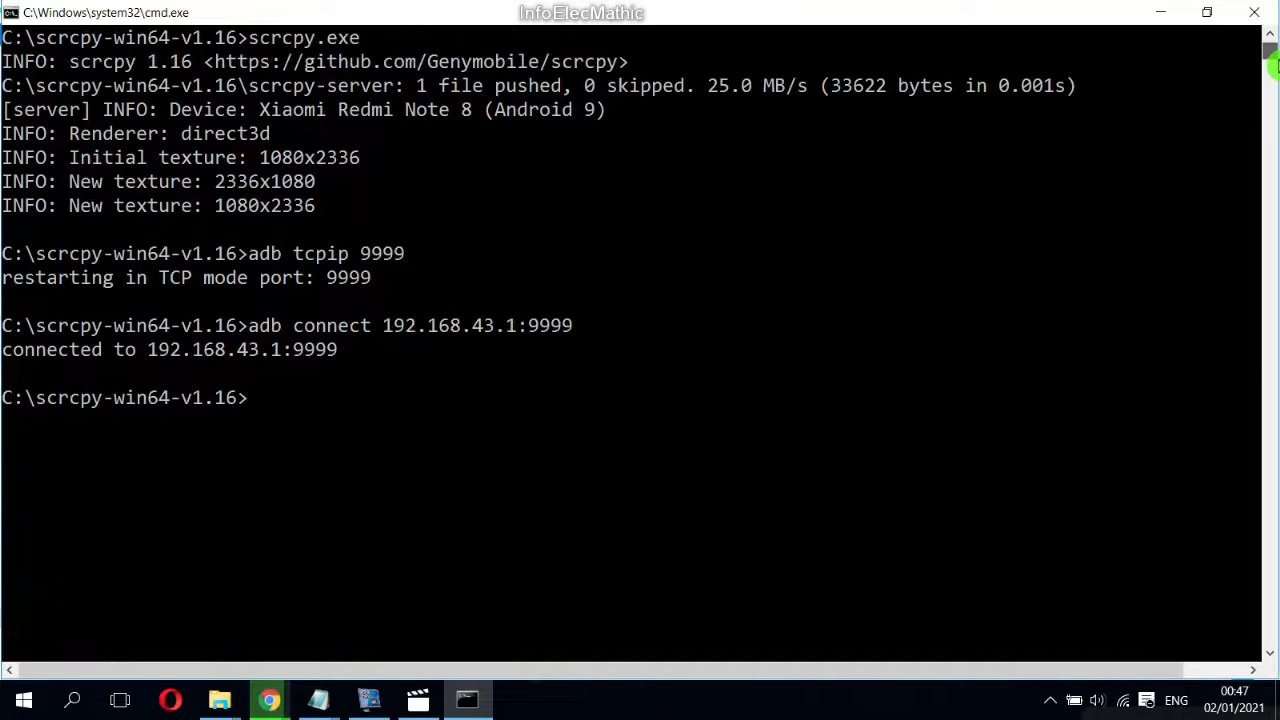 C:\Windows\system32\cmd.exe
InfoElecMathic
C:\scrcpy-win64-v1.16>scrcpy.exe
INFO: scrcpy 1.16 <https://github.com/Genymobile/scrcpy>
C:\scrcpy-win64-v1.16\scrcpy-server: 1 file pushed, 0 skipped. 25.0 MB/s (33622 bytes in 0.001s)
[server] INFO: Device: Xiaomi Redmi Note 8 (Android 9)
INFO: Renderer: direct3d
INFO: Initial texture: 1080x2336
INFO: New texture: 2336x1080
INFO: New texture: 1080x2336
C:\scrcpy-win64-v1.16>adb tcpip 9999
restarting in TCP mode port: 9999
C:\scrcpy-win64-v1.16>adb connect 192.168.43.1:9999
connected to 192.168.43.1:9999
C:\scrcpy-win64-v1.16>
ENG
00:47
02/01/2021